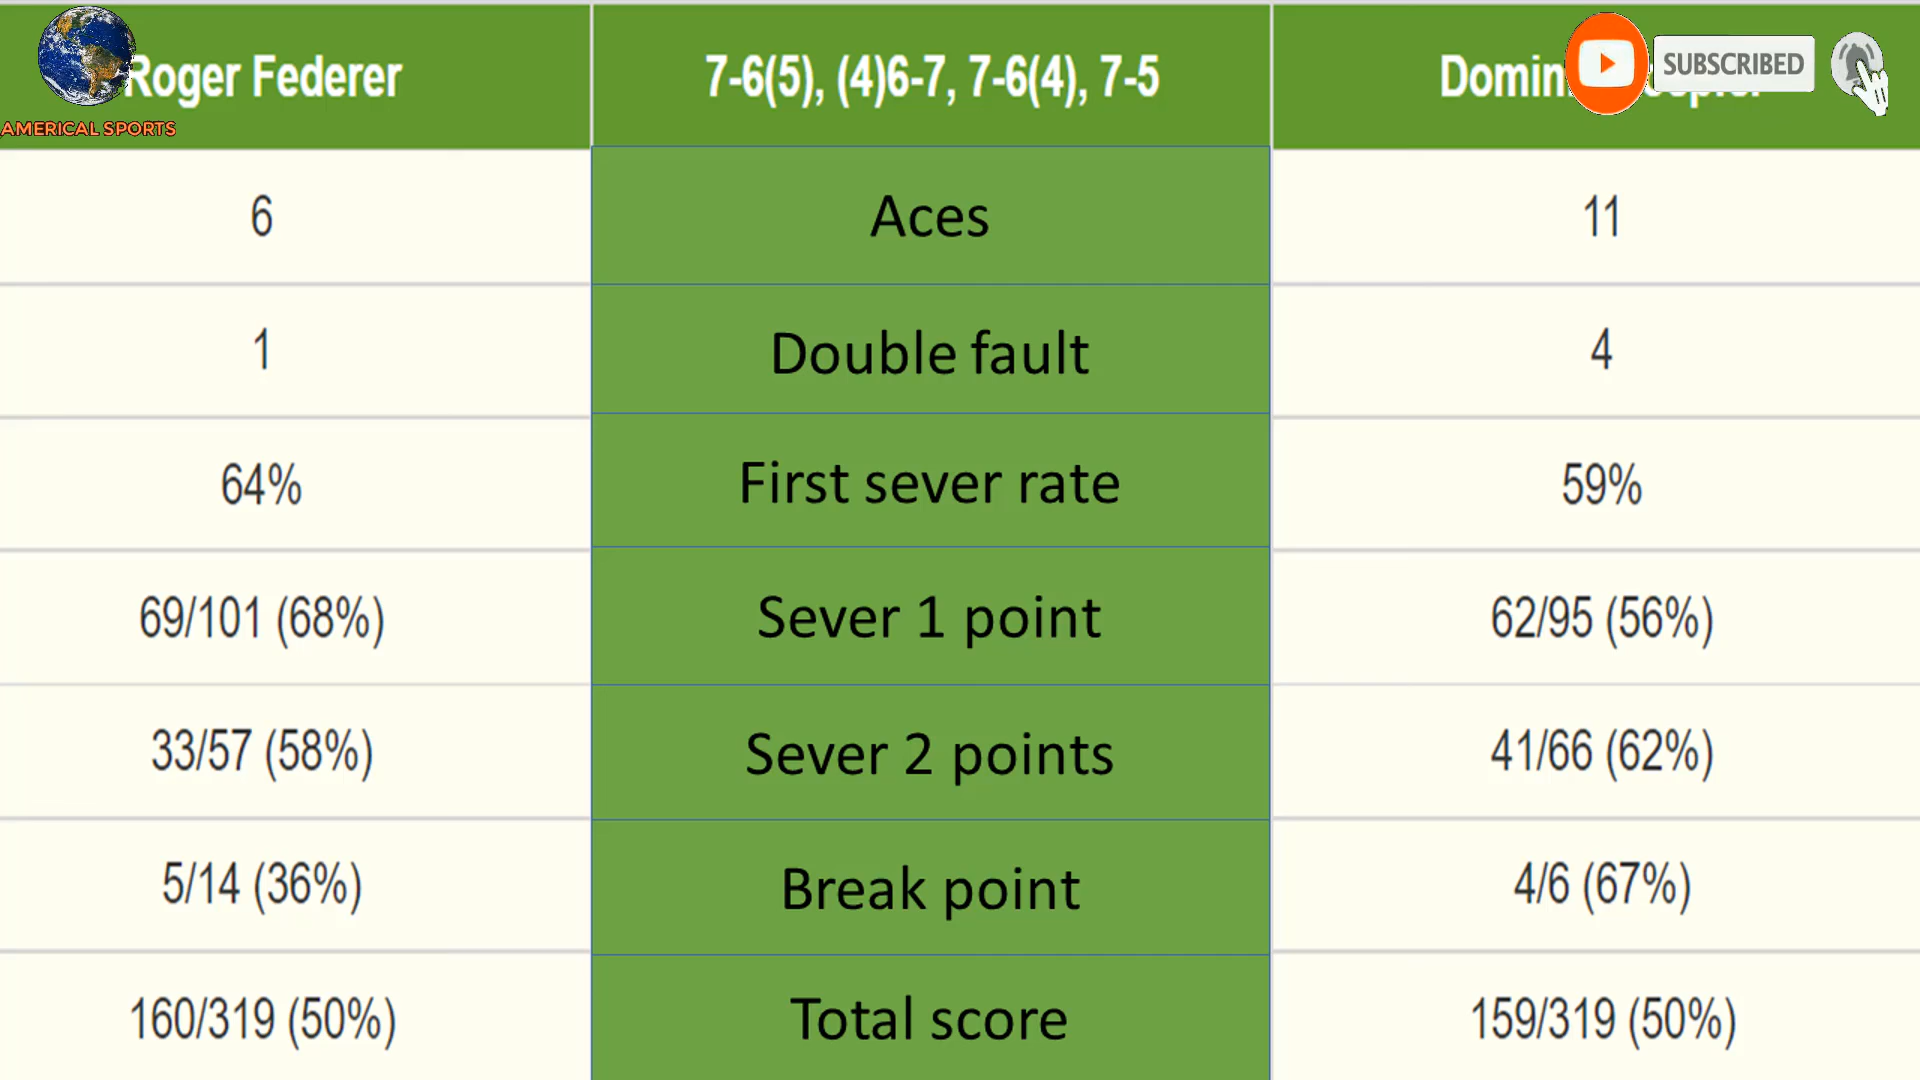 Roger Federer 7-6(5), (4)6-7, 7-6(4), 7-5
SUBSCRIBED
AMERICAL SPORTS
6 Aces 11
1 Double fault 4
64% First sever rate 59%
69/101 (68%) Sever 1 point 62/95 (56%)
33/57 (58%) Sever 2 points 41/66 (62%)
5/14 (36%) Break point 4/6 (67%)
160/319 (50%) Total score 159/319 (50%)